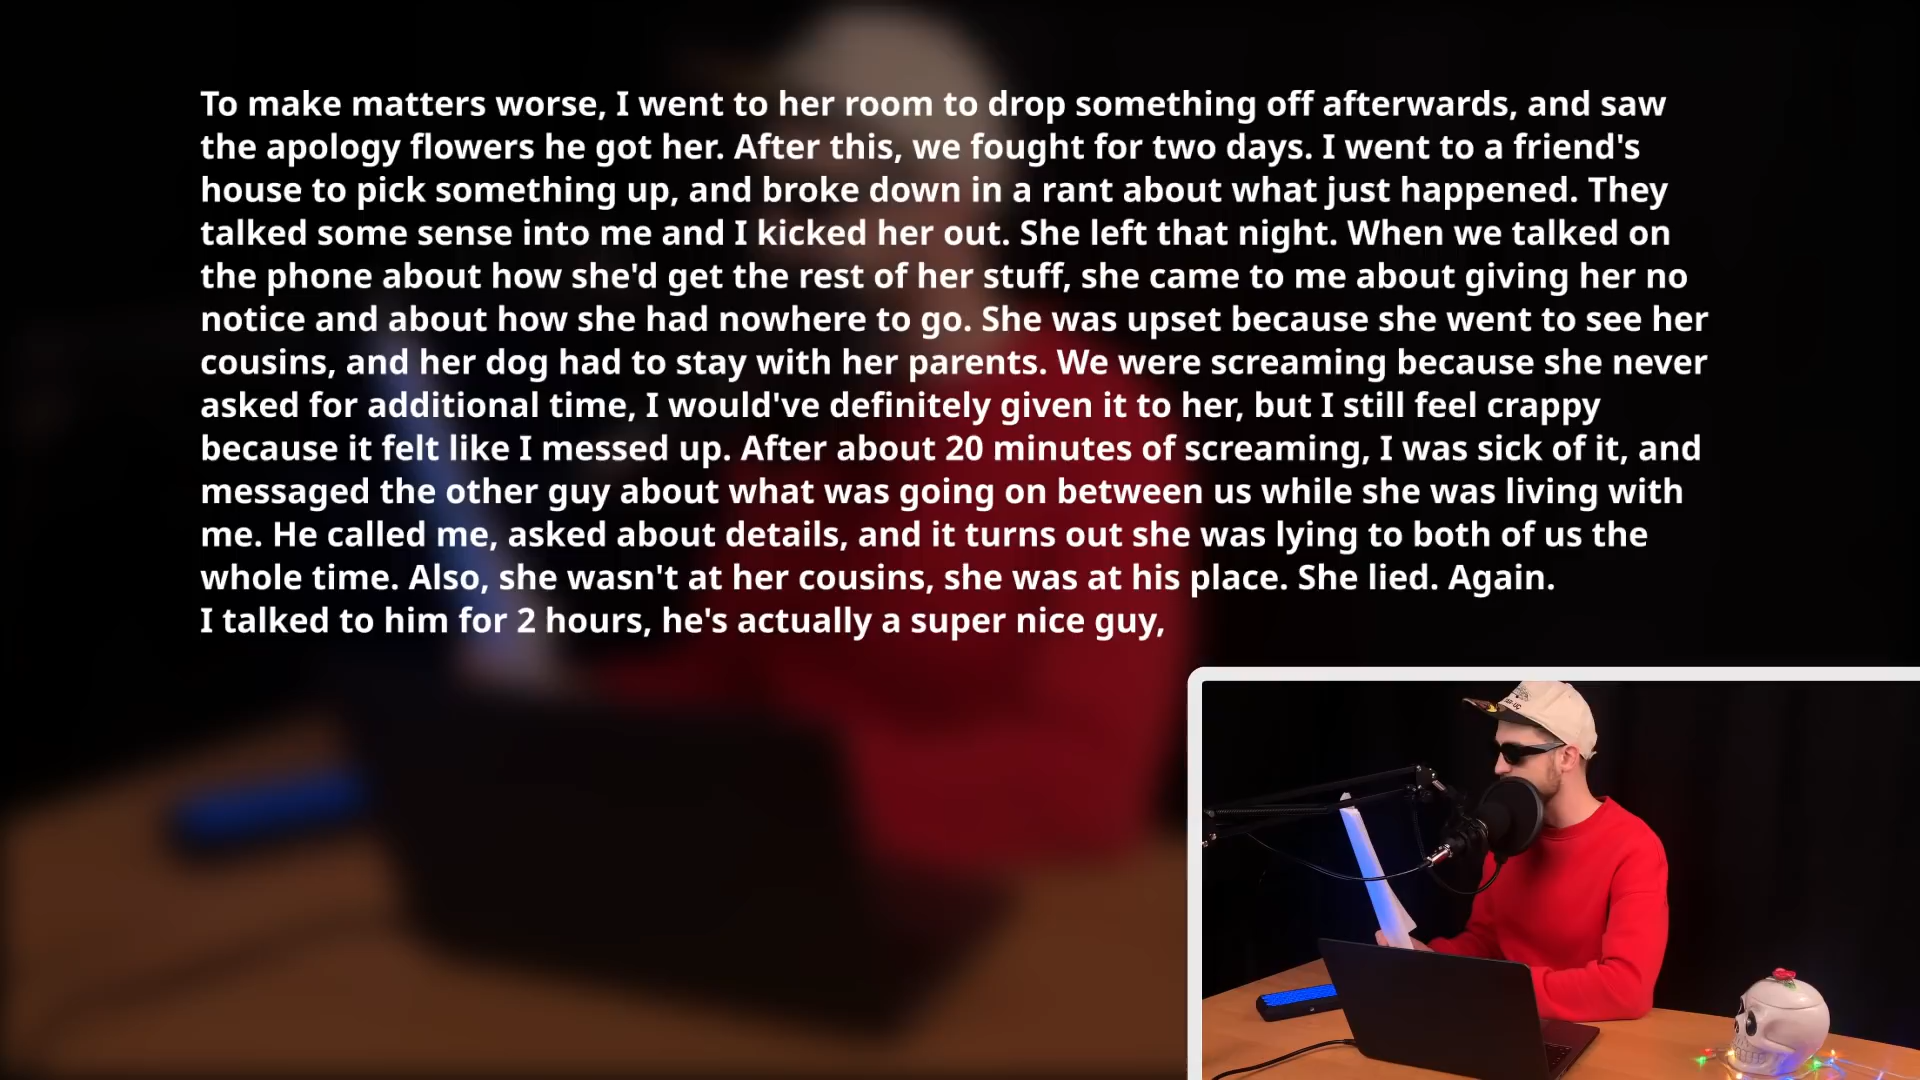 To make matters worse, I went to her room to drop something off afterwards, and saw
the apology flowers he got her. After this, we fought for two days. I went to a friend's
house to pick something up, and broke down in a rant about what just happened. They
talked some sense into me and I kicked her out. She left that night. When we talked on
the phone about how she'd get the rest of her stuff, she came to me about giving her no
notice and about how she had nowhere to go. She was upset because she went to see her
cousins, and her dog had to stay with her parents. We were screaming because she never
asked for additional time, I would've definitely given it to her, but I still feel crappy
because it felt like I messed up. After about 20 minutes of screaming, I was sick of it, and
messaged the other guy about what was going on between us while she was living with
me. He called me, asked about details, and it turns out she was lying to both of us the
whole time. Also, she wasn't at her cousins, she was at his place. She lied. Again.
I talked to him for 2 hours, he's actually a super nice guy,